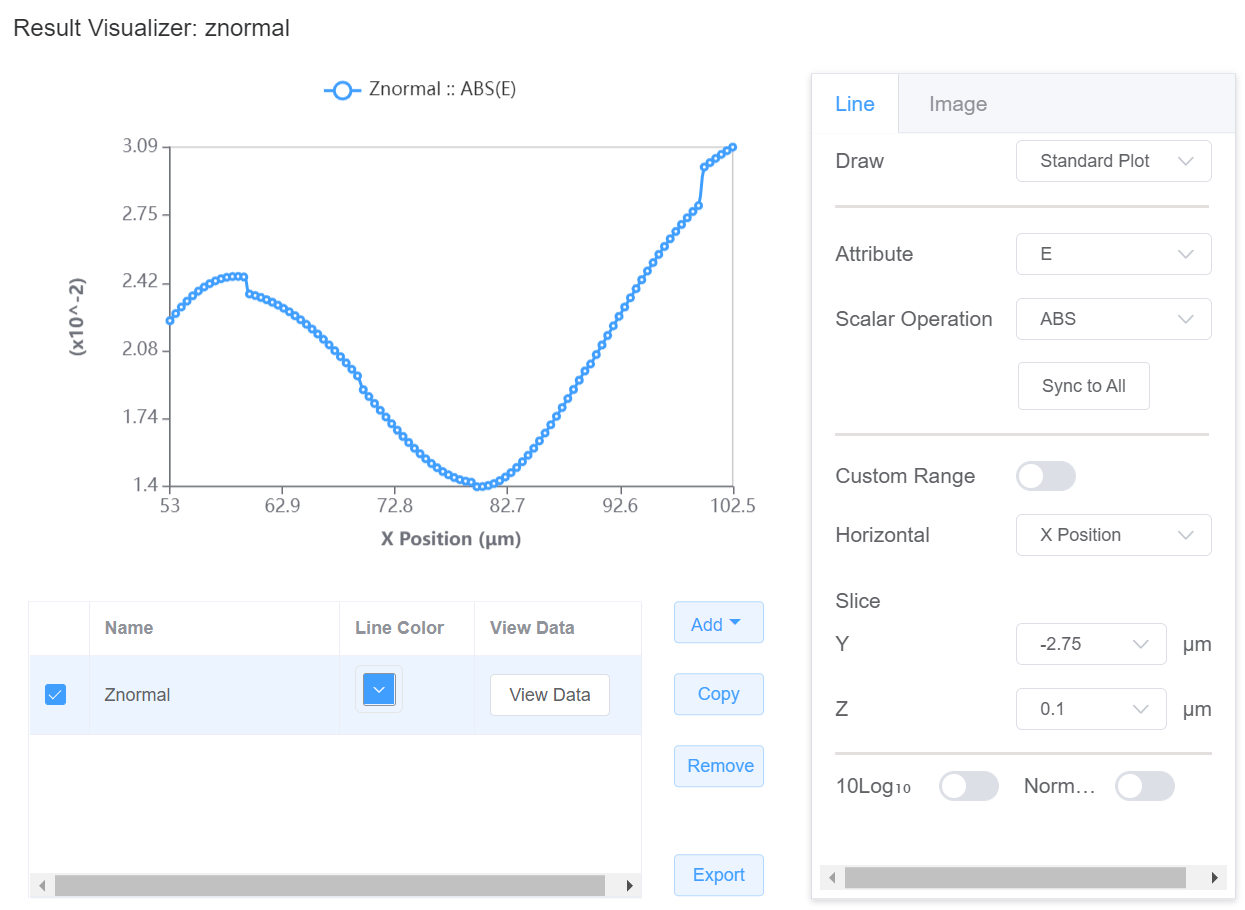 Result Visualizer: znormal
Znormal :: ABS(E)
3.09
2.75
2.42
2.08
1.74
1.4
(x10^-2)
53 62.9 72.8 82.7 92.6 102.5
X Position (μm)
Name Line Color View Data
Znormal View Data
Add
Copy
Remove
Export
Line Image
Draw Standard Plot
Attribute E
Scalar Operation ABS
Sync to All
Custom Range
Horizontal X Position
Slice
Y -2.75 μm
Z 0.1 μm
10Log₁₀ Norm…